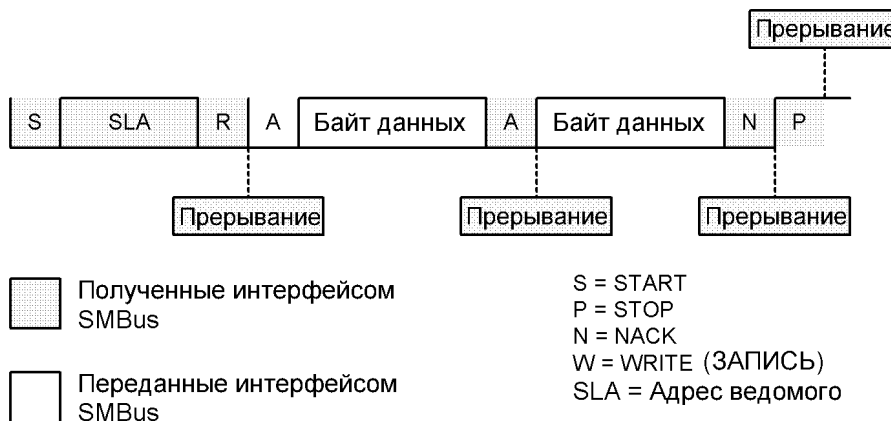 Прерывание
S SLA R A Байт данных A Байт данных N P
Прерывание Прерывание Прерывание
Полученные интерфейсом
SMBus
Переданные интерфейсом
SMBus
S = START
P = STOP
N = NACK
W = WRITE (ЗАПИСЬ)
SLA = Адрес ведомого